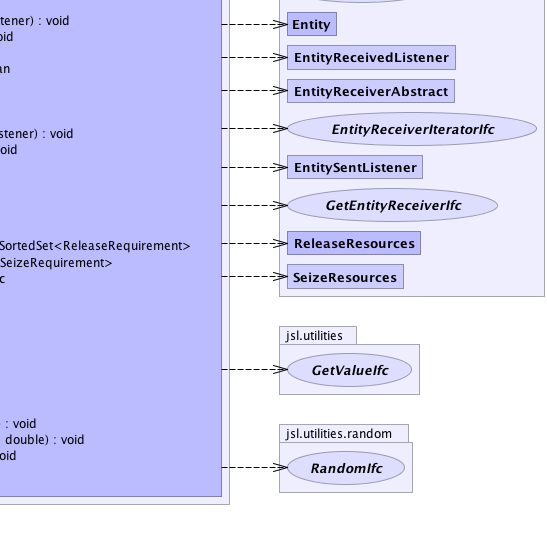 tener) : void
oid
an
stener) : void
oid
SortedSet<ReleaseRequirement>
SeizeRequirement>
c
: void
double) : void
oid
Entity
EntityReceivedListener
EntityReceiverAbstract
EntityReceiverIteratorIfc
EntitySentListener
GetEntityReceiverIfc
ReleaseResources
SeizeResources
jsl.utilities
GetValueIfc
jsl.utilities.random
RandomIfc